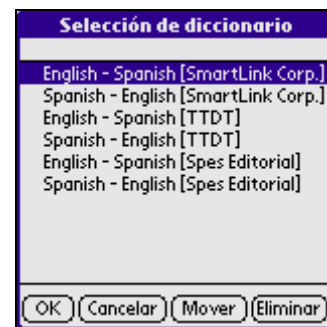 Selección de diccionario
English - Spanish [SmartLink Corp.]
Spanish - English [SmartLink Corp.]
English - Spanish [TTDT]
Spanish - English [TTDT]
English - Spanish [Spes Editorial]
Spanish - English [Spes Editorial]
OK Cancelar Mover Eliminar